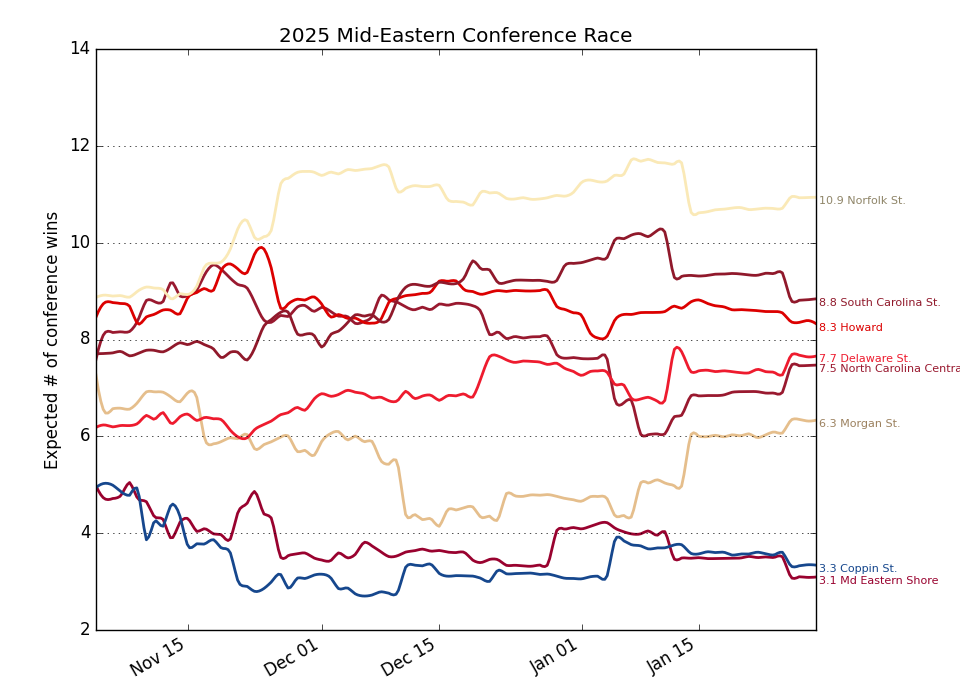 2025 Mid-Eastern Conference Race
Expected # of conference wins
14
12
10
8
6
4
2
Nov 15
Dec 01
Dec 15
Jan 01
Jan 15
10.9 Norfolk St.
8.8 South Carolina St.
8.3 Howard
7.7 Delaware St.
7.5 North Carolina Centra
6.3 Morgan St.
3.3 Coppin St.
3.1 Md Eastern Shore